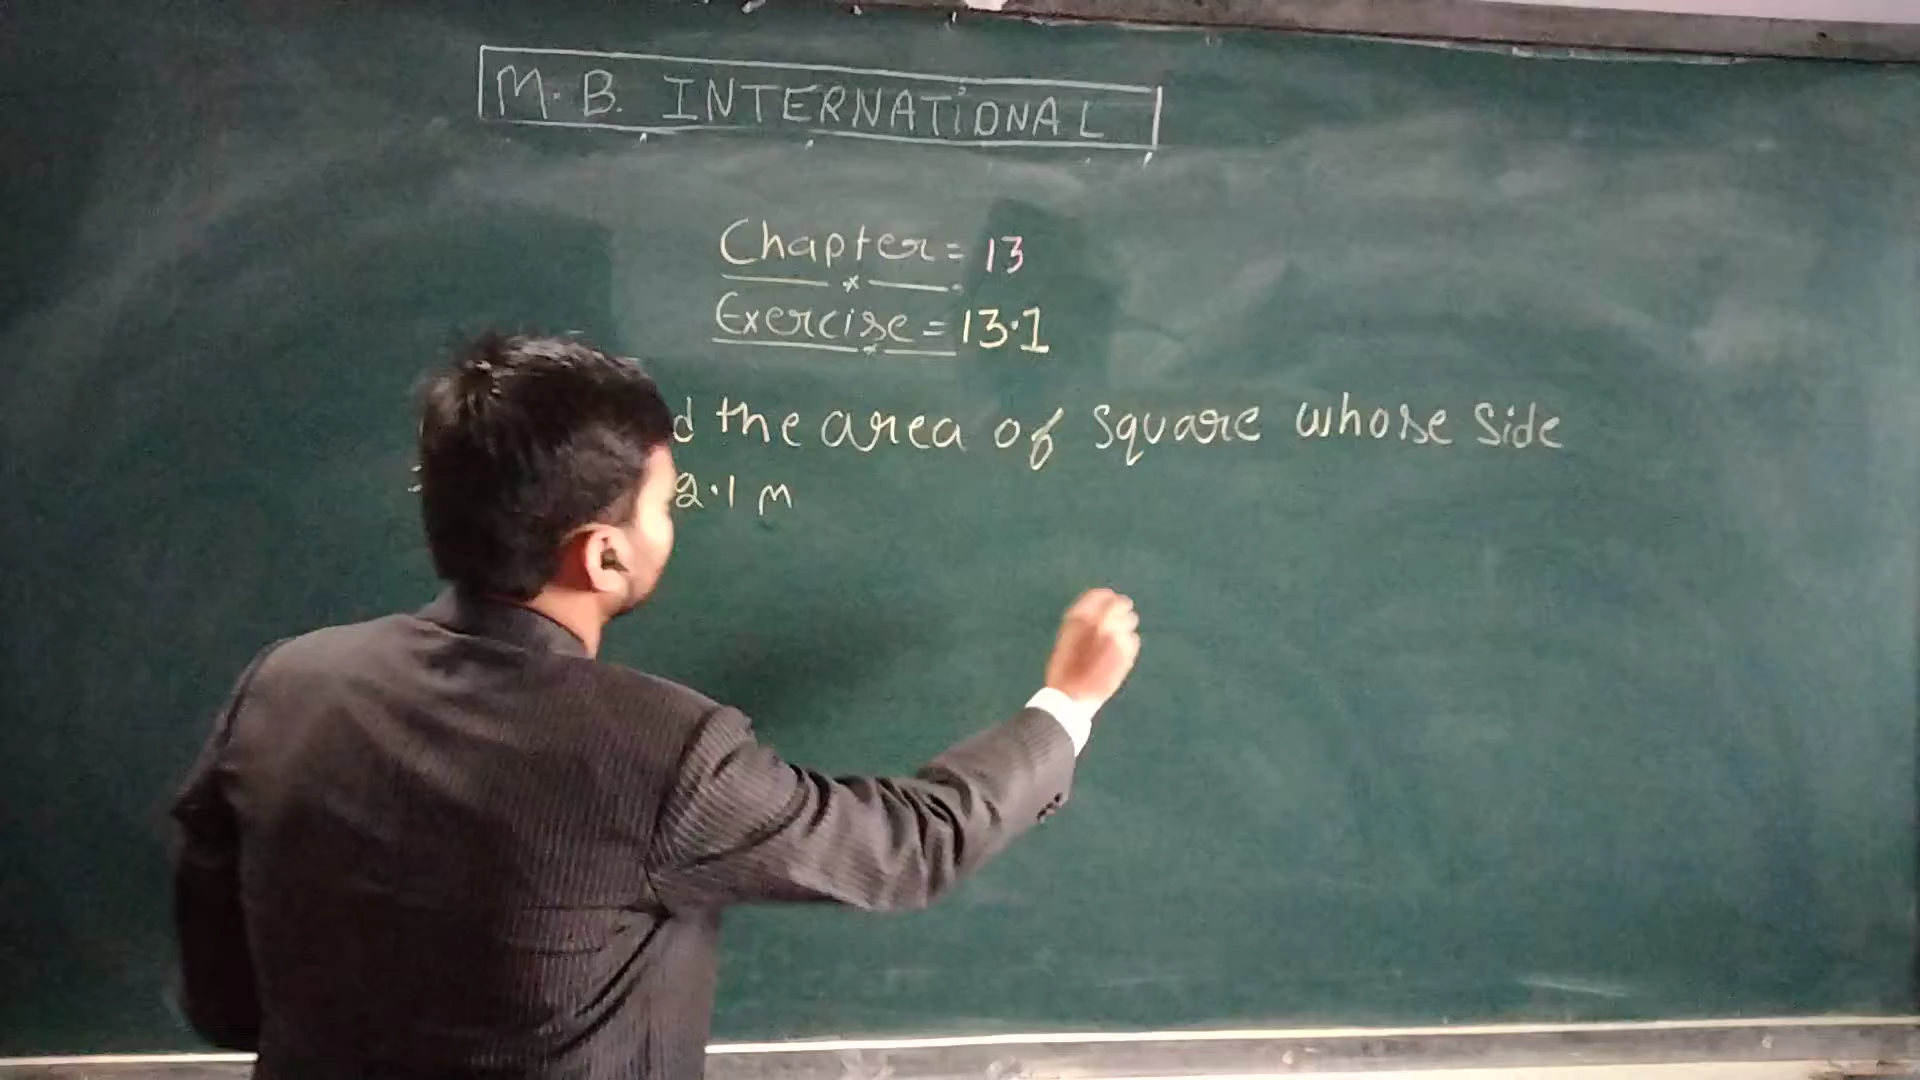 M. B. INTERNATIONAL
Chapter = 13
Exercise = 13.1
the area of square whose side
2.1 m